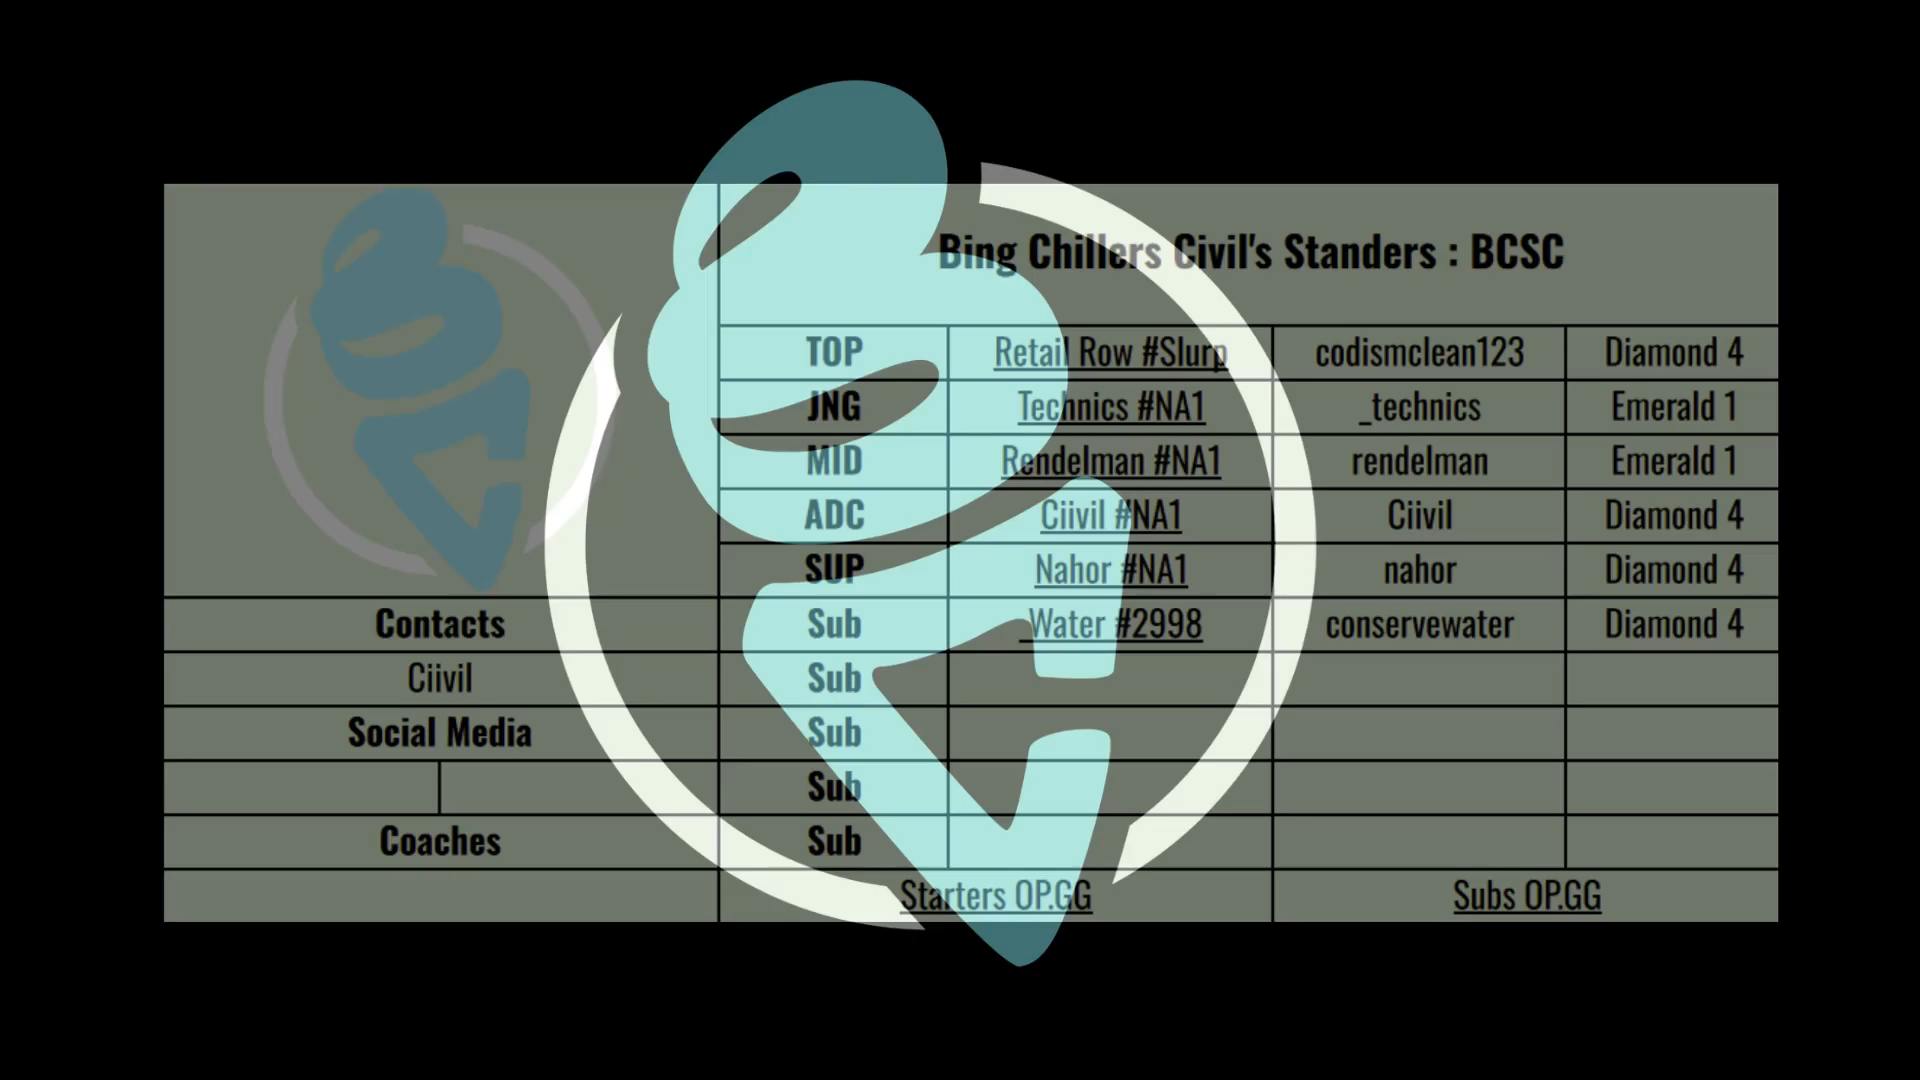 Bing Chillers Civil's Standers : BCSC
TOP Retail Row #Slurp codismclean123 Diamond 4
JNG Technics #NA1 _technics Emerald 1
MID Rendelman #NA1 rendelman Emerald 1
ADC Ciivil #NA1 Ciivil Diamond 4
SUP Nahor #NA1 nahor Diamond 4
Contacts Sub _Water #2998 conservewater Diamond 4
Ciivil Sub
Social Media Sub
Sub
Coaches Sub
Starters OP.GG Subs OP.GG